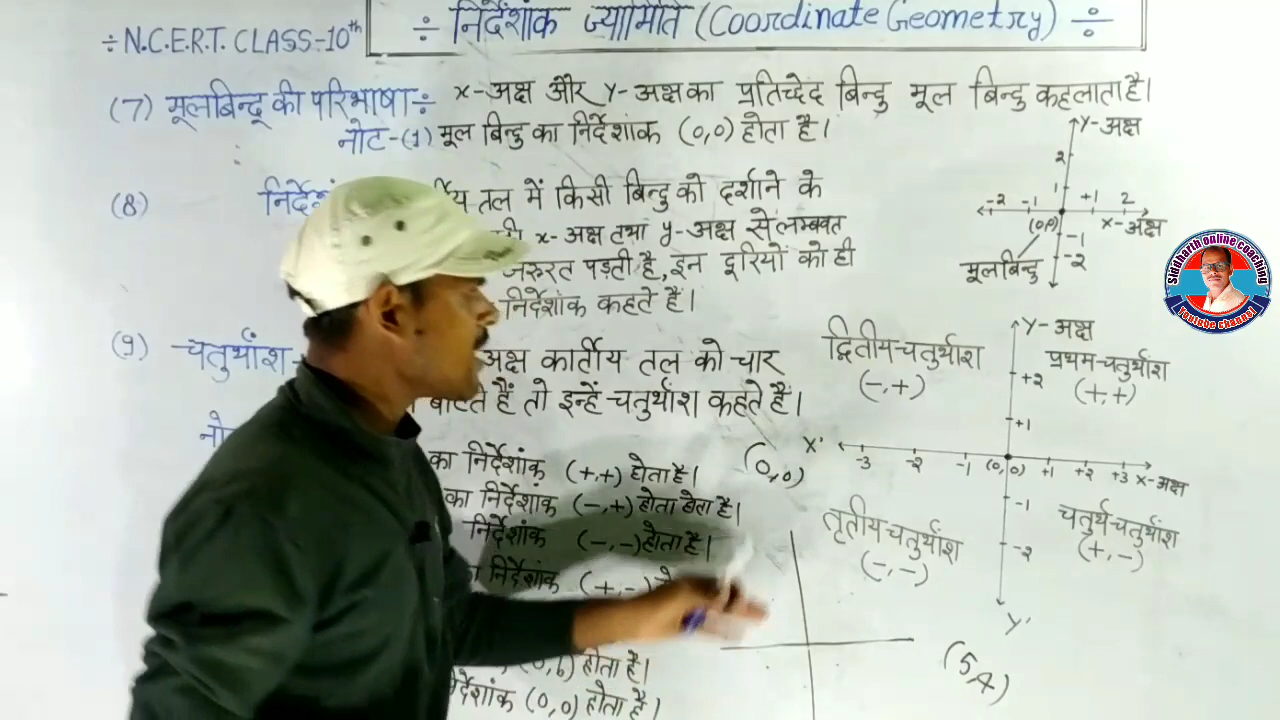 ÷ निर्देशांक ज्यामिति (Coordinate Geometry) ÷
÷ N.C.E.R.T. CLASS-10th
(7) मूलबिन्दू की परिभाषा ÷ x-अक्ष और y-अक्ष का प्रतिच्छेद बिन्दु मूल बिन्दु कहलाता है।
नोट-(1) मूल बिन्दु का निर्देशांक (0,0) होता है।
(8) तल में किसी बिन्दु को दर्शाने के
x-अक्ष तथा y-अक्ष से लम्बवत
जरुरत पड़ती है, इन दूरियों को ही
निर्देशांक कहते हैं।
Y-अक्ष
2
1
-2 -1 +1 2
(0,0) x-अक्ष
-1
-2
मूलबिन्दु
Siddharth online coaching
Youtube channel
(9) चतुर्थांश- अक्ष कार्तीय तल को चार
बाटते हैं तो इन्हें चतुर्थांश कहते हैं।
का निर्देशांक (+,+) होता है।
का निर्देशांक (-,+) होता होता है।
निर्देशांक (-,-) होता है।
निर्देशांक (+,-)
(0,b) होता है।
(0,0) होता है।
Y-अक्ष
द्वितीय-चतुर्थांश
(-,+)
प्रथम-चतुर्थांश
(+,+)
+2
+1
X' -3 -2 -1 (0,0) +1 +2 +3 x-अक्ष
-1
-2
तृतीय-चतुर्थांश
(-,-)
चतुर्थ-चतुर्थांश
(+,-)
Y'
(0,0)
(5,4)